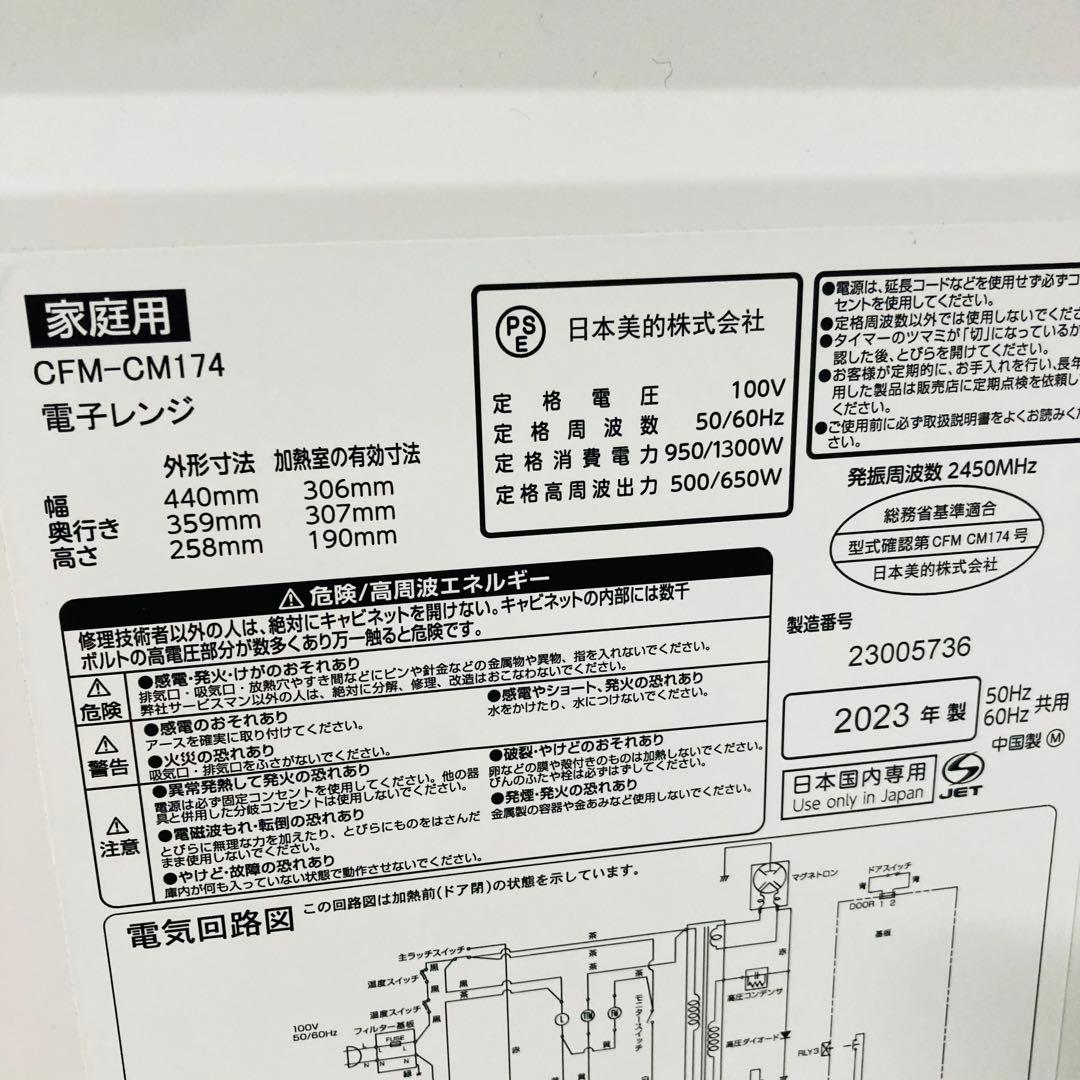 家庭用
CFM-CM174
電子レンジ
外形寸法 加熱室の有効寸法
幅 440mm 306mm
奥行き 359mm 307mm
高さ 258mm 190mm
PSE 日本美的株式会社
定格電圧 100V
定格周波数 50/60Hz
定格消費電力 950/1300W
定格高周波出力 500/650W
●電源は、延長コードなどを使用せず必ずコ
セントを使用してください。
●定格周波数以外では使用しないでくださ
●タイマーのツマミが「切」になっているか
認した後、とびらを開けてください。
●お客様が定期的に、お手入れを行い、長年
用した製品は販売店に定期点検を依頼し
ください。
●ご使用前に必ず取扱説明書をよくお読みくだ
さい。
発振周波数 2450MHz
総務省基準適合
型式確認第 CFM CM174 号
日本美的株式会社
製造番号
23005736
2023 年 製
50Hz
60Hz 共用
中国製 M
日本国内専用
Use only in Japan
JET
⚠ 危険/高周波エネルギー
修理技術者以外の人は、絶対にキャビネットを開けない。キャビネットの内部には数千
ボルトの高電圧部分が数多くあり万一触ると危険です。
⚠ 危険
●感電・発火・けがのおそれあり
排気口・吸気口・放熱穴やすき間などにピンや針金などの金属物や異物、指を入れないでください。
弊社サービスマン以外の人は、絶対に分解、修理、改造はおこなわないでください。
⚠ 警告
●感電のおそれあり
アースを確実に取り付けてください。
●火災の恐れあり
吸気口・排気口をふさがないでください。
●感電やショート、発火の恐れあり
水をかけたり、水につけないでください。
⚠ 注意
●異常発熱して発火の恐れあり
電源は必ず固定コンセントを使用してください。他の器
具と併用した分岐コンセントは使用しないでください。
●電磁波もれ・転倒の恐れあり
とびらに無理な力を加えたり、とびらにものをはさんだ
まま使用しないでください。
●やけど・故障の恐れあり
庫内が何も入っていない状態で動作させないでください。
●破裂・やけどのおそれあり
卵などの膜や殻付きのものは加熱しないでください。
びんのふたや栓は必ずはずしてください。
●発煙・発火の恐れあり
金属製の容器や金あみなど使用しないでください。
電気回路図 この回路図は加熱前(ドア閉)の状態を示しています。
マグネトロン
ドアスイッチ
青 青
DOOR 1 2
基板
主ラッチスイッチ
黒
温度スイッチ
黒
温度スイッチ
黒
茶
茶
茶
茶
茶
赤
高圧コンデンサ
モニタースイッチ
100V
50/60Hz
フィルター基板
FUSE
L L L
N N N
緑
赤
L TM FM
黄 黄
高圧ダイオード
RLY3